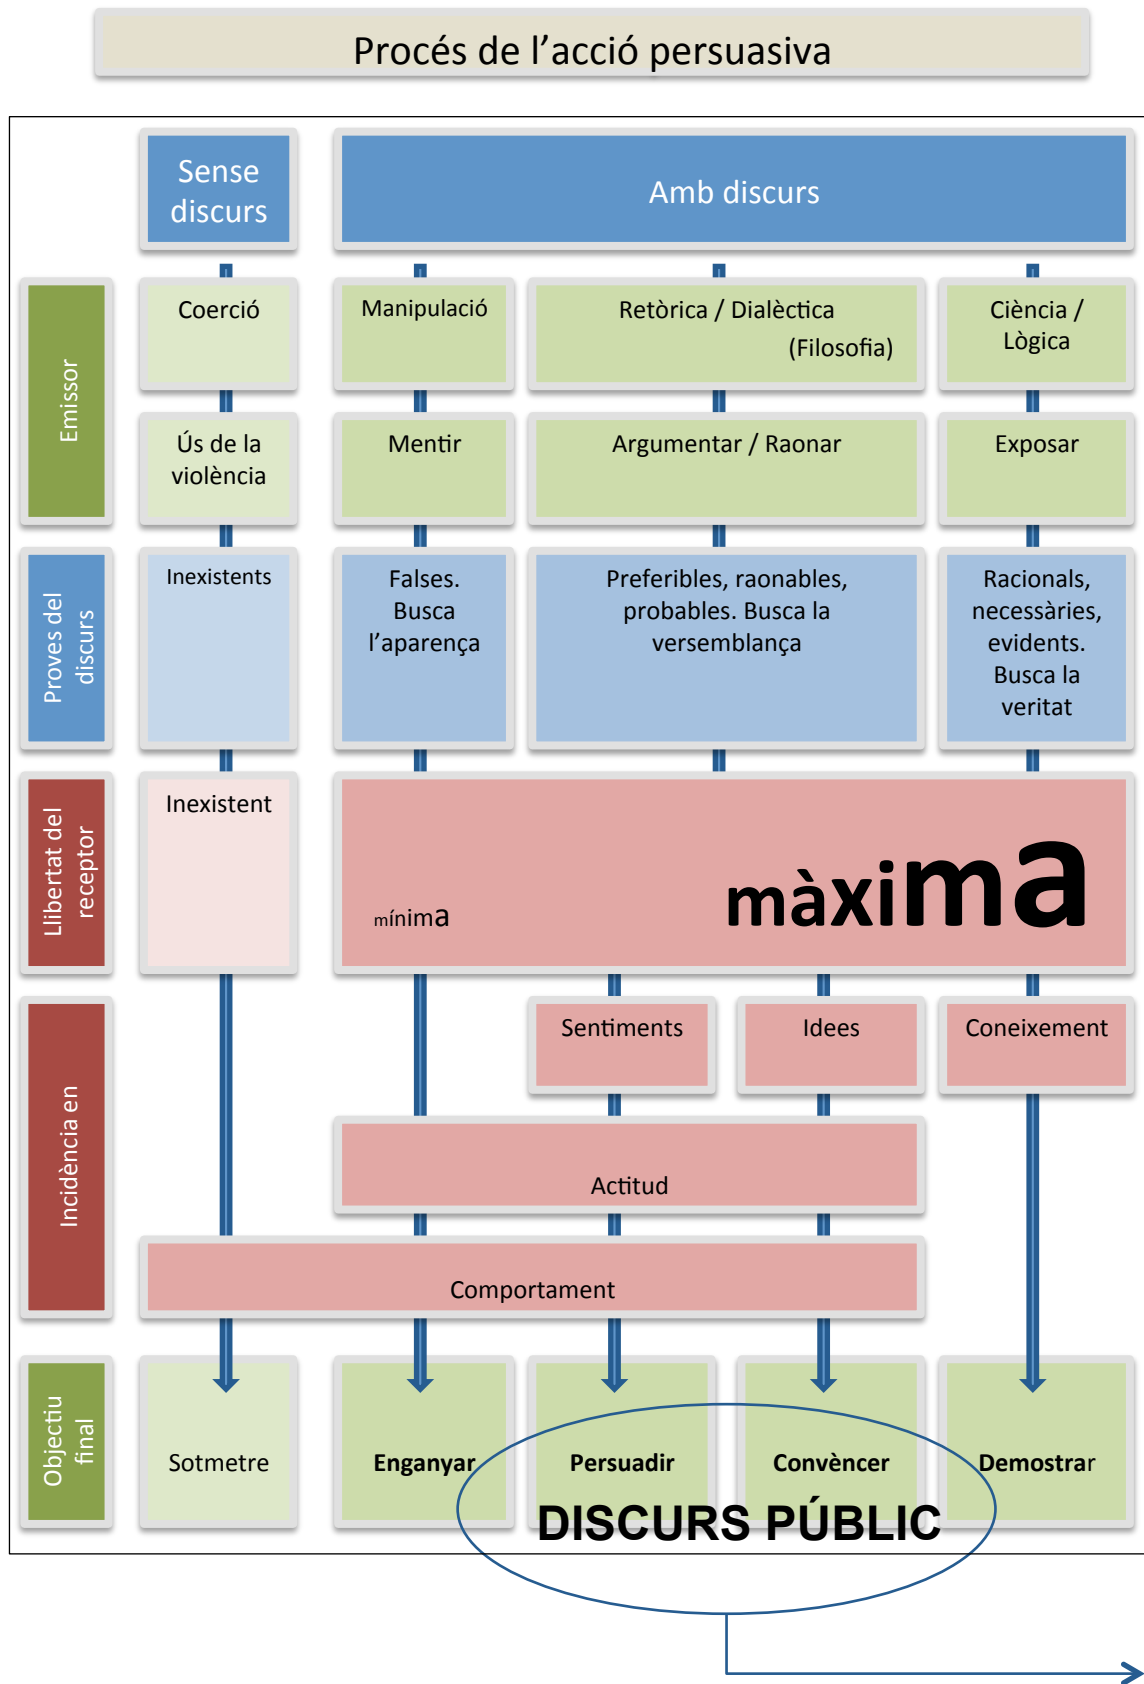 Procés de l’acció persuasiva
Sense
discurs
Amb discurs
Emissor
Coerció
Manipulació
Retòrica / Dialèctica
(Filosofia)
Ciència /
Lògica
Ús de la
violència
Mentir
Argumentar / Raonar
Exposar
Proves del
discurs
Inexistents
Falses.
Busca
l’aparença
Preferibles, raonables,
probables. Busca la
versemblança
Racionals,
necessàries,
evidents.
Busca la
veritat
Llibertat del
receptor
Inexistent
mínima
màxima
Incidència en
Sentiments
Idees
Coneixement
Actitud
Comportament
Objectiu
final
Sotmetre
Enganyar
Persuadir
Convèncer
Demostrar
DISCURS PÚBLIC